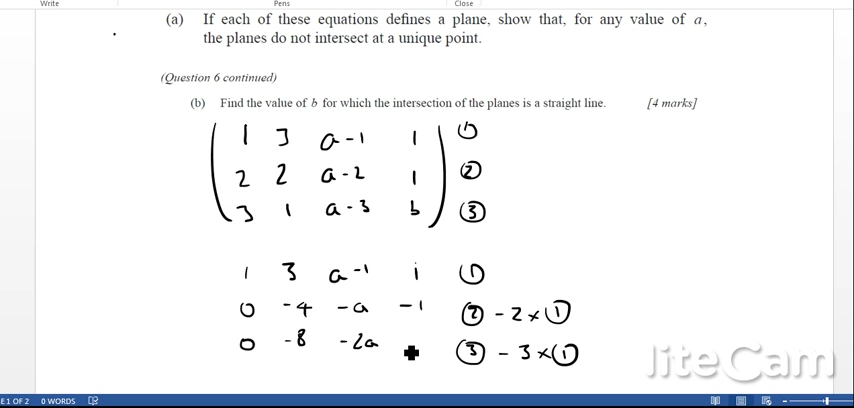 Write Pens Close
(a) If each of these equations defines a plane, show that, for any value of a,
the planes do not intersect at a unique point.
(Question 6 continued)
(b) Find the value of b for which the intersection of the planes is a straight line. [4 marks]
1 3 a-1 1 ①
2 2 a-2 1 ②
3 1 a-3 b ③
1 3 a-1 1 ①
0 -4 -a -1 ② - 2×①
0 -8 -2a ③ - 3×①
liteCam
E 1 OF 2 0 WORDS